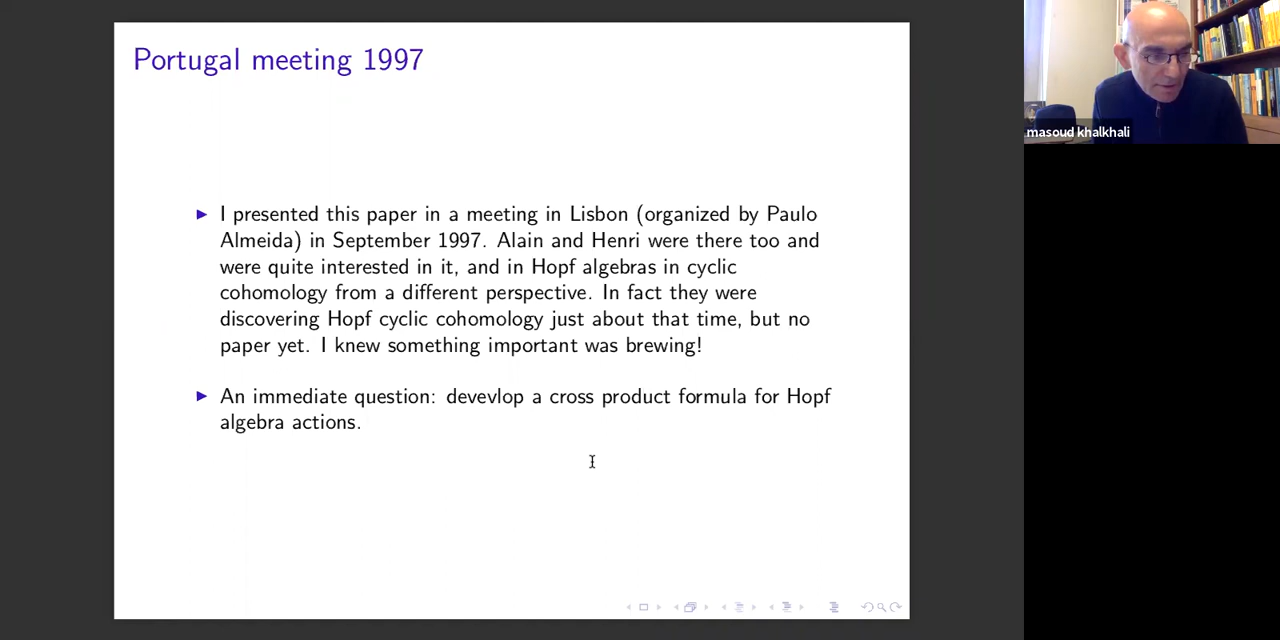 Portugal meeting 1997
masoud khalkhali
▶ I presented this paper in a meeting in Lisbon (organized by Paulo
Almeida) in September 1997. Alain and Henri were there too and
were quite interested in it, and in Hopf algebras in cyclic
cohomology from a different perspective. In fact they were
discovering Hopf cyclic cohomology just about that time, but no
paper yet. I knew something important was brewing!
▶ An immediate question: devevlop a cross product formula for Hopf
algebra actions.